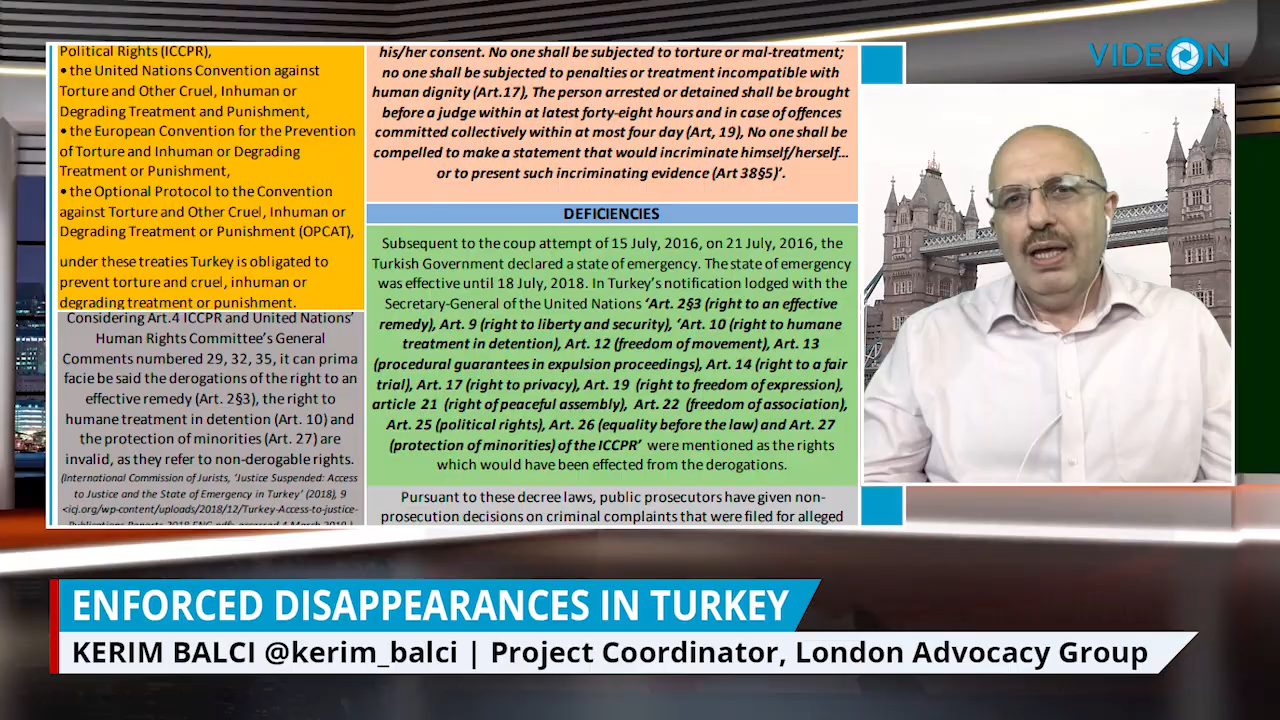 Political Rights (ICCPR),
• the United Nations Convention against
Torture and Other Cruel, Inhuman or
Degrading Treatment and Punishment,
• the European Convention for the Prevention
of Torture and Inhuman or Degrading
Treatment or Punishment,
• the Optional Protocol to the Convention
against Torture and Other Cruel, Inhuman or
Degrading Treatment or Punishment (OPCAT),
under these treaties Turkey is obligated to
prevent torture and cruel, inhuman or
degrading treatment or punishment.
Considering Art.4 ICCPR and United Nations'
Human Rights Committee's General
Comments numbered 29, 32, 35, it can prima
facie be said the derogations of the right to an
effective remedy (Art. 2§3), the right to
humane treatment in detention (Art. 10) and
the protection of minorities (Art. 27) are
invalid, as they refer to non-derogable rights.
(International Commission of Jurists, 'Justice Suspended: Access
to Justice and the State of Emergency in Turkey' (2018), 9
<icj.org/wp-content/uploads/2018/12/Turkey-Access-to-justice-
his/her consent. No one shall be subjected to torture or mal-treatment;
no one shall be subjected to penalties or treatment incompatible with
human dignity (Art.17), The person arrested or detained shall be brought
before a judge within at latest forty-eight hours and in case of offences
committed collectively within at most four day (Art, 19), No one shall be
compelled to make a statement that would incriminate himself/herself...
or to present such incriminating evidence (Art 38§5)'.
DEFICIENCIES
Subsequent to the coup attempt of 15 July, 2016, on 21 July, 2016, the
Turkish Government declared a state of emergency. The state of emergency
was effective until 18 July, 2018. In Turkey's notification lodged with the
Secretary-General of the United Nations 'Art. 2§3 (right to an effective
remedy), Art. 9 (right to liberty and security), 'Art. 10 (right to humane
treatment in detention), Art. 12 (freedom of movement), Art. 13
(procedural guarantees in expulsion proceedings), Art. 14 (right to a fair
trial), Art. 17 (right to privacy), Art. 19 (right to freedom of expression),
article 21 (right of peaceful assembly), Art. 22 (freedom of association),
Art. 25 (political rights), Art. 26 (equality before the law) and Art. 27
(protection of minorities) of the ICCPR' were mentioned as the rights
which would have been effected from the derogations.
Pursuant to these decree laws, public prosecutors have given non-
prosecution decisions on criminal complaints that were filed for alleged
VIDEON
ENFORCED DISAPPEARANCES IN TURKEY
KERIM BALCI @kerim_balci | Project Coordinator, London Advocacy Group